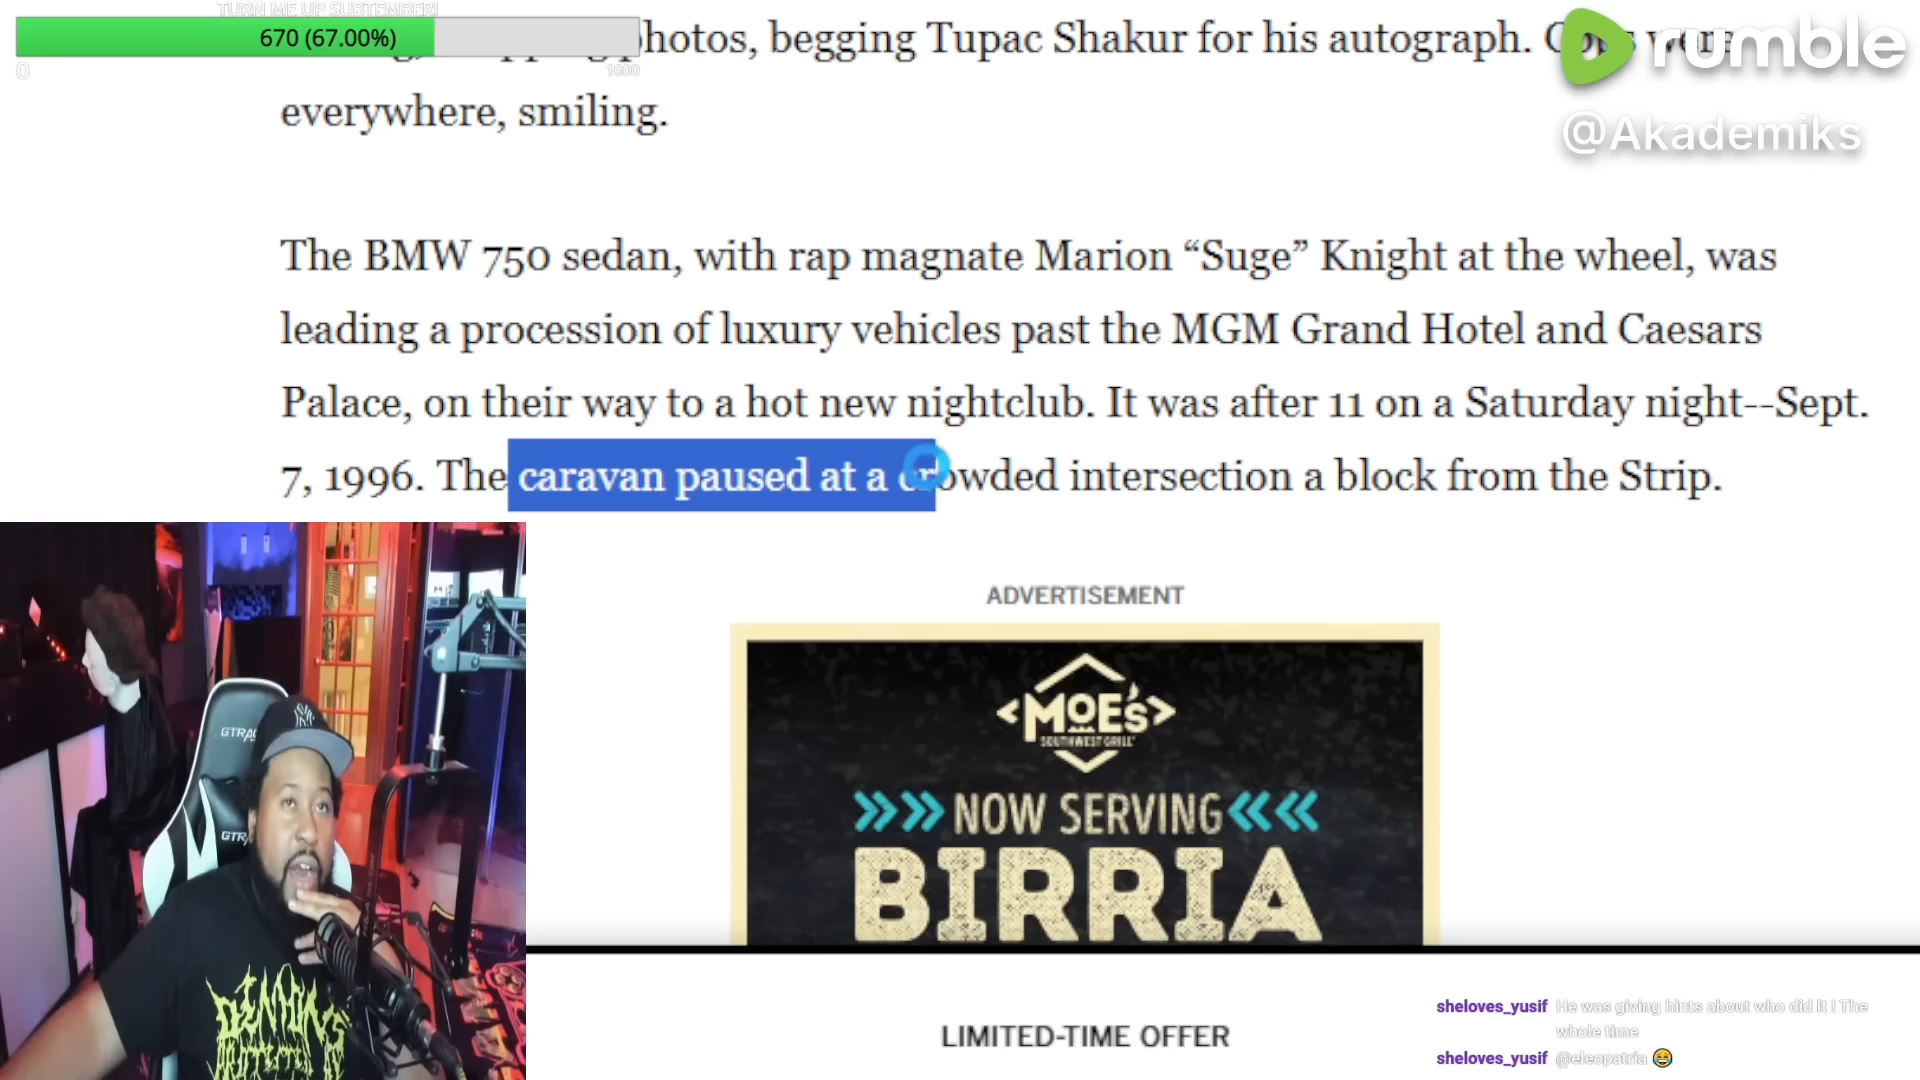 TURN ME UP SUBTEMBER!
670 (67.00%)
0
1000
photos, begging Tupac Shakur for his autograph. Cops were
everywhere, smiling.
rumble
@Akademiks
The BMW 750 sedan, with rap magnate Marion “Suge” Knight at the wheel, was
leading a procession of luxury vehicles past the MGM Grand Hotel and Caesars
Palace, on their way to a hot new nightclub. It was after 11 on a Saturday night--Sept.
7, 1996. The caravan paused at a crowded intersection a block from the Strip.
ADVERTISEMENT
MOE's
SOUTHWEST GRILL
NOW SERVING
BIRRIA
LIMITED-TIME OFFER
GTRA
GTR
sheloves_yusif He was giving hints about who did it ! The
whole time
sheloves_yusif @eleopatria 😂